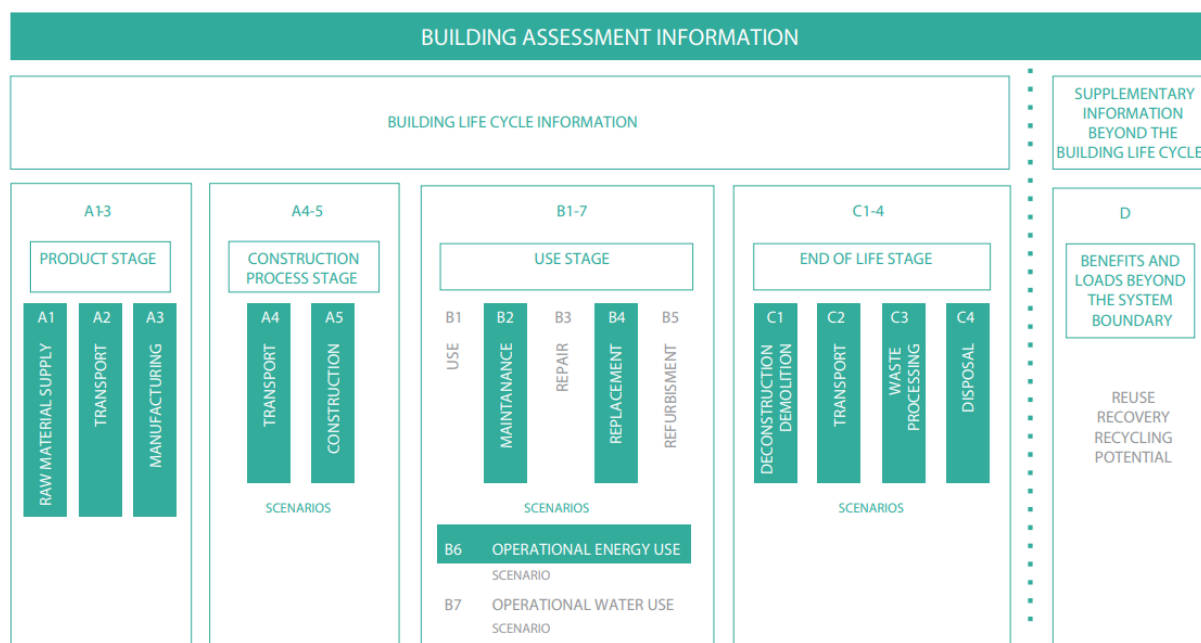 BUILDING ASSESSMENT INFORMATION
BUILDING LIFE CYCLE INFORMATION
SUPPLEMENTARY
INFORMATION
BEYOND THE
BUILDING LIFE CYCLE
A1-3
PRODUCT STAGE
A1
RAW MATERIAL SUPPLY
A2
TRANSPORT
A3
MANUFACTURING
A4-5
CONSTRUCTION
PROCESS STAGE
A4
TRANSPORT
A5
CONSTRUCTION
SCENARIOS
B1-7
USE STAGE
B1
USE
B2
MAINTANANCE
B3
REPAIR
B4
REPLACEMENT
B5
REFURBISMENT
SCENARIOS
B6 OPERATIONAL ENERGY USE
SCENARIO
B7 OPERATIONAL WATER USE
SCENARIO
C1-4
END OF LIFE STAGE
C1
DECONSTRUCTION
DEMOLITION
C2
TRANSPORT
C3
WASTE
PROCESSING
C4
DISPOSAL
SCENARIOS
D
BENEFITS AND
LOADS BEYOND
THE SYSTEM
BOUNDARY
REUSE
RECOVERY
RECYCLING
POTENTIAL